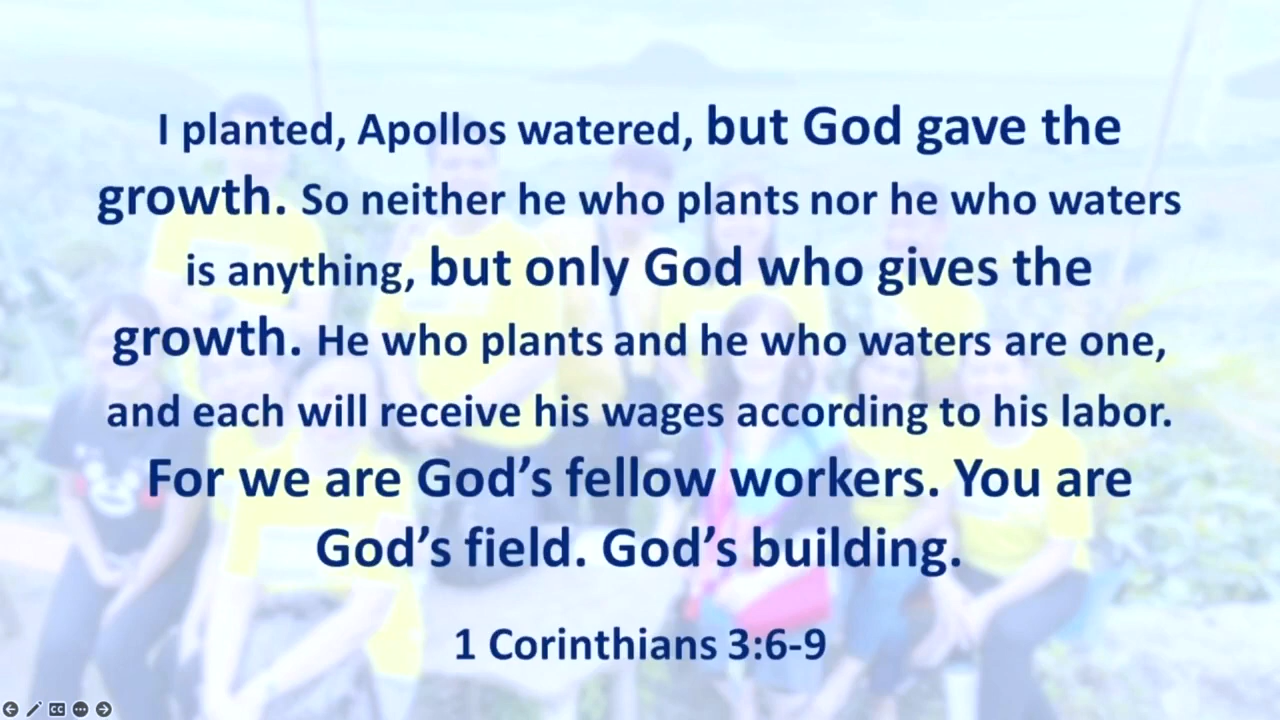 I planted, Apollos watered, but God gave the
growth. So neither he who plants nor he who waters
is anything, but only God who gives the
growth. He who plants and he who waters are one,
and each will receive his wages according to his labor.
For we are God’s fellow workers. You are
God’s field. God’s building.
1 Corinthians 3:6-9
CC